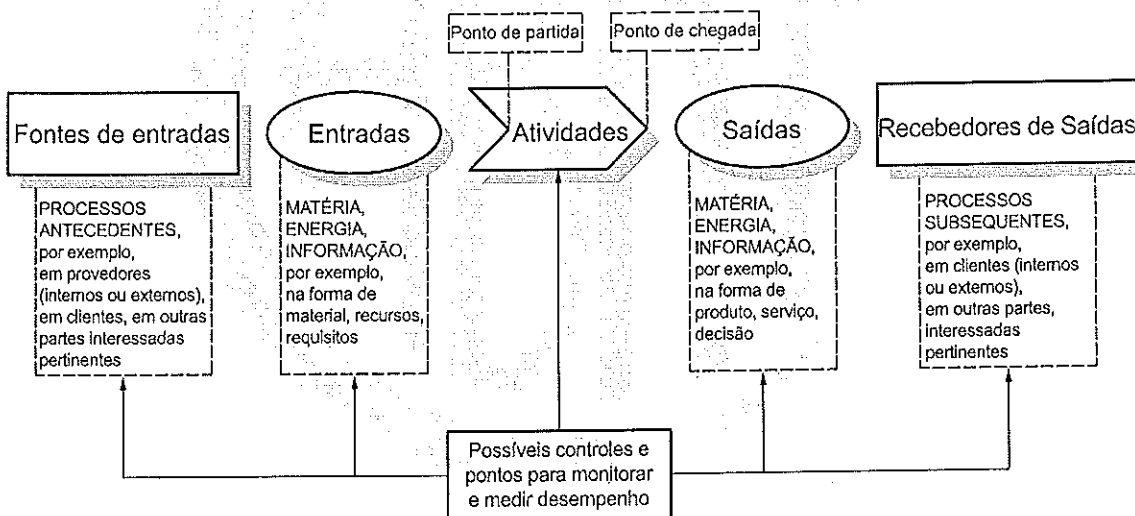 Ponto de partida
Ponto de chegada
Fontes de entradas
Entradas
Atividades
Saídas
Recebedores de Saídas
PROCESSOS
ANTECEDENTES,
por exemplo,
em provedores
(internos ou externos),
em clientes, em outras
partes interessadas
pertinentes
MATÉRIA,
ENERGIA,
INFORMAÇÃO,
por exemplo,
na forma de
material, recursos,
requisitos
MATÉRIA,
ENERGIA,
INFORMAÇÃO,
por exemplo,
na forma de
produto, serviço,
decisão
PROCESSOS
SUBSEQUENTES,
por exemplo,
em clientes (internos
ou externos),
em outras partes,
interessadas
pertinentes
Possíveis controles e
pontos para monitorar
e medir desempenho